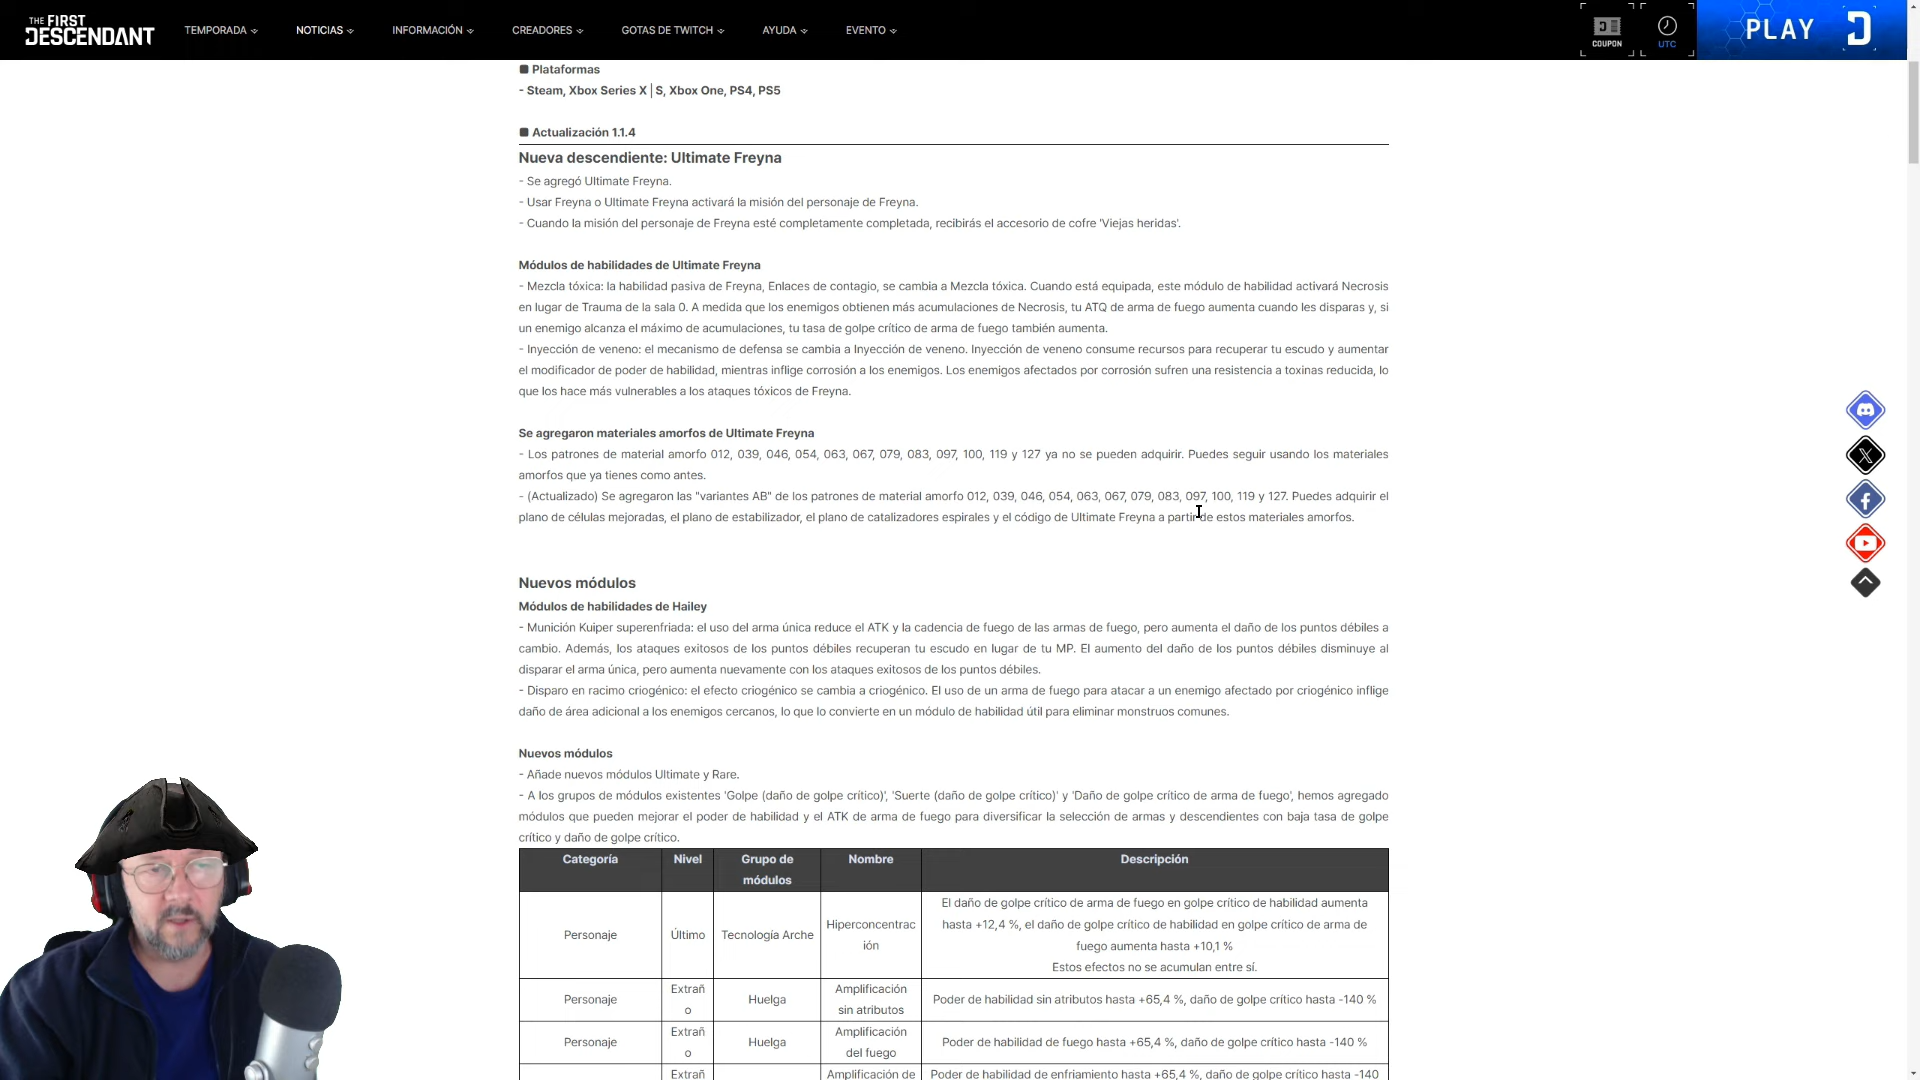 THE FIRST
DESCENDANT
TEMPORADA
NOTICIAS
INFORMACIÓN
CREADORES
GOTAS DE TWITCH
AYUDA
EVENTO
COUPON
UTC
PLAY
Plataformas
- Steam, Xbox Series X | S, Xbox One, PS4, PS5
Actualización 1.1.4
Nueva descendiente: Ultimate Freyna
- Se agregó Ultimate Freyna.
- Usar Freyna o Ultimate Freyna activará la misión del personaje de Freyna.
- Cuando la misión del personaje de Freyna esté completamente completada, recibirás el accesorio de cofre 'Viejas heridas'.
Módulos de habilidades de Ultimate Freyna
- Mezcla tóxica: la habilidad pasiva de Freyna, Enlaces de contagio, se cambia a Mezcla tóxica. Cuando está equipada, este módulo de habilidad activará Necrosis
en lugar de Trauma de la sala 0. A medida que los enemigos obtienen más acumulaciones de Necrosis, tu ATQ de arma de fuego aumenta cuando les disparas y, si
un enemigo alcanza el máximo de acumulaciones, tu tasa de golpe crítico de arma de fuego también aumenta.
- Inyección de veneno: el mecanismo de defensa se cambia a Inyección de veneno. Inyección de veneno consume recursos para recuperar tu escudo y aumentar
el modificador de poder de habilidad, mientras inflige corrosión a los enemigos. Los enemigos afectados por corrosión sufren una resistencia a toxinas reducida, lo
que los hace más vulnerables a los ataques tóxicos de Freyna.
Se agregaron materiales amorfos de Ultimate Freyna
- Los patrones de material amorfo 012, 039, 046, 054, 063, 067, 079, 083, 097, 100, 119 y 127 ya no se pueden adquirir. Puedes seguir usando los materiales
amorfos que ya tienes como antes.
- (Actualizado) Se agregaron las "variantes AB" de los patrones de material amorfo 012, 039, 046, 054, 063, 067, 079, 083, 097, 100, 119 y 127. Puedes adquirir el
plano de células mejoradas, el plano de estabilizador, el plano de catalizadores espirales y el código de Ultimate Freyna a partir de estos materiales amorfos.
Nuevos módulos
Módulos de habilidades de Hailey
- Munición Kuiper superenfriada: el uso del arma única reduce el ATK y la cadencia de fuego de las armas de fuego, pero aumenta el daño de los puntos débiles a
cambio. Además, los ataques exitosos de los puntos débiles recuperan tu escudo en lugar de tu MP. El aumento del daño de los puntos débiles disminuye al
disparar el arma única, pero aumenta nuevamente con los ataques exitosos de los puntos débiles.
- Disparo en racimo criogénico: el efecto criogénico se cambia a criogénico. El uso de un arma de fuego para atacar a un enemigo afectado por criogénico inflige
daño de área adicional a los enemigos cercanos, lo que lo convierte en un módulo de habilidad útil para eliminar monstruos comunes.
Nuevos módulos
- Añade nuevos módulos Ultimate y Rare.
- A los grupos de módulos existentes 'Golpe (daño de golpe crítico)', 'Suerte (daño de golpe crítico)' y 'Daño de golpe crítico de arma de fuego', hemos agregado
módulos que pueden mejorar el poder de habilidad y el ATK de arma de fuego para diversificar la selección de armas y descendientes con baja tasa de golpe
crítico y daño de golpe crítico.
Categoría Nivel Grupo de módulos Nombre Descripción
Personaje Último Tecnología Arche Hiperconcentrac
ión
El daño de golpe crítico de arma de fuego en golpe crítico de habilidad aumenta
hasta +12,4 %, el daño de golpe crítico de habilidad en golpe crítico de arma de
fuego aumenta hasta +10,1 %
Estos efectos no se acumulan entre sí.
Personaje Extrañ
o
Huelga Amplificación
sin atributos
Poder de habilidad sin atributos hasta +65,4 %, daño de golpe crítico hasta -140 %
Personaje Extrañ
o
Huelga Amplificación
del fuego
Poder de habilidad de fuego hasta +65,4 %, daño de golpe crítico hasta -140 %
Extrañ Amplificación de Poder de habilidad de enfriamiento hasta +65,4 %, daño de golpe crítico hasta -140